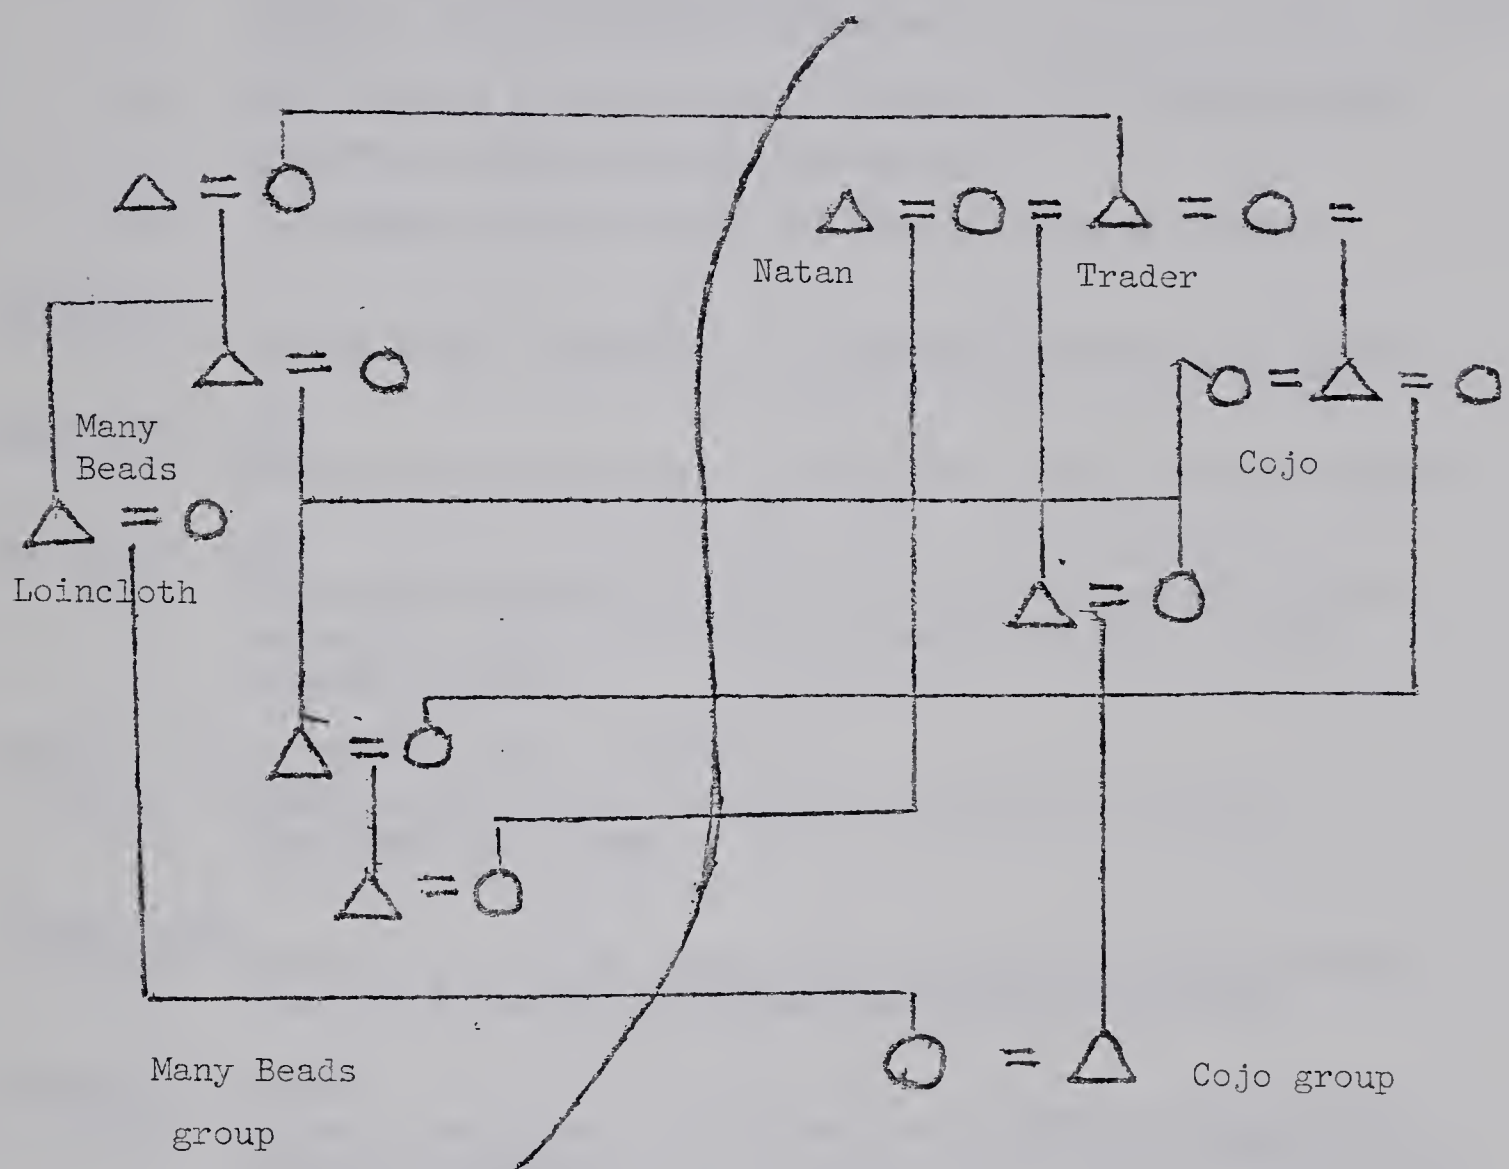 Natan
Trader
Many
Beads
Cojo
Loincloth
Many Beads
group
Cojo group